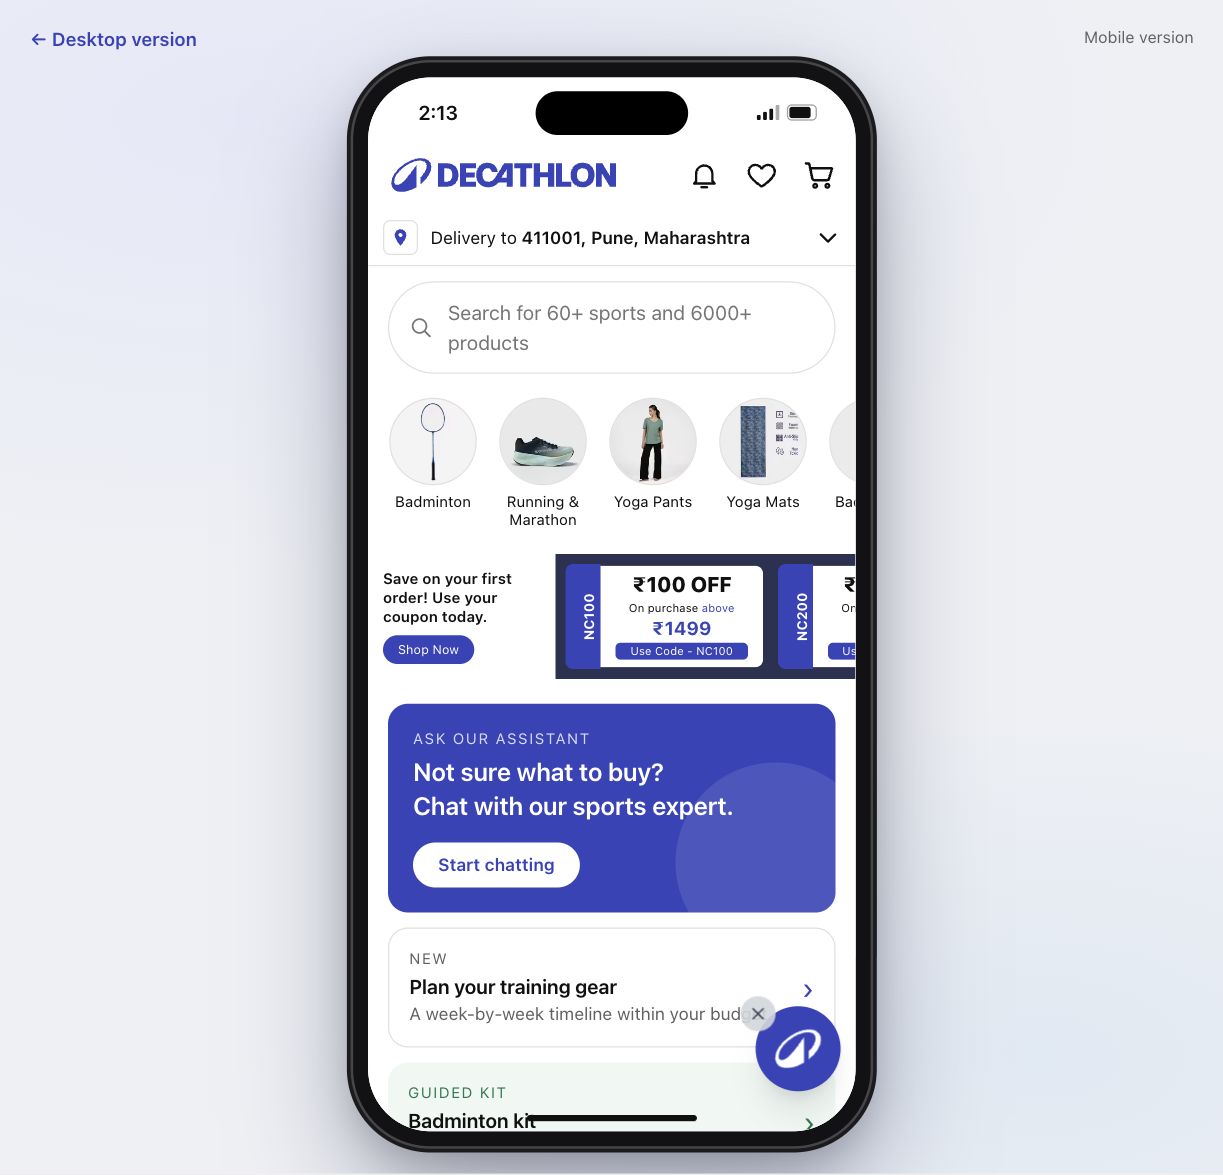 ← Desktop version
Mobile version
2:13
DECATHLON
Delivery to 411001, Pune, Maharashtra
Search for 60+ sports and 6000+
products
Badminton
Running &
Marathon
Yoga Pants
Yoga Mats
Ba
Save on your first
order! Use your
coupon today.
Shop Now
NC100
₹100 OFF
On purchase above
₹1499
Use Code - NC100
NC200
₹
On
Us
ASK OUR ASSISTANT
Not sure what to buy?
Chat with our sports expert.
Start chatting
NEW
Plan your training gear
A week-by-week timeline within your budg
GUIDED KIT
Badminton kit